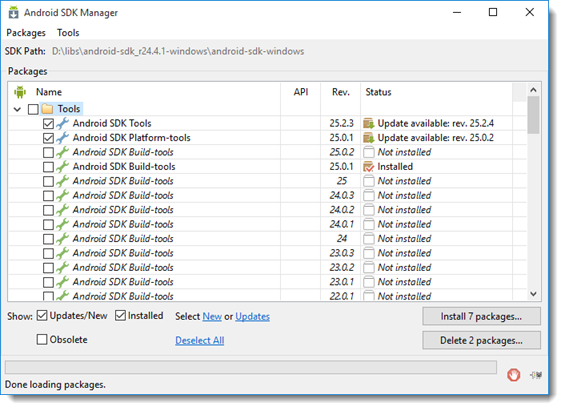 Android SDK Manager
Packages Tools
SDK Path: D:\libs\android-sdk_r24.4.1-windows\android-sdk-windows
Packages
Name API Rev. Status
Tools
Android SDK Tools 25.2.3 Update available: rev. 25.2.4
Android SDK Platform-tools 25.0.1 Update available: rev. 25.0.2
Android SDK Build-tools 25.0.2 Not installed
Android SDK Build-tools 25.0.1 Installed
Android SDK Build-tools 25 Not installed
Android SDK Build-tools 24.0.3 Not installed
Android SDK Build-tools 24.0.2 Not installed
Android SDK Build-tools 24.0.1 Not installed
Android SDK Build-tools 24 Not installed
Android SDK Build-tools 23.0.3 Not installed
Android SDK Build-tools 23.0.2 Not installed
Android SDK Build-tools 23.0.1 Not installed
Android SDK Build-tools 22.0.1 Not installed
Show: Updates/New Installed Select New or Updates Install 7 packages...
Obsolete Deselect All Delete 2 packages...
Done loading packages.